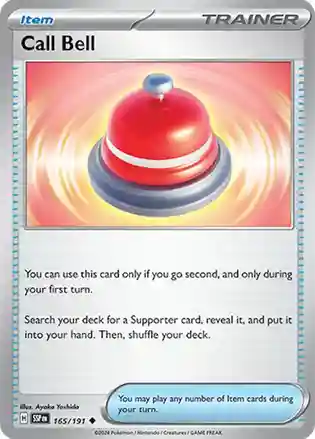 Item
TRAINER
Call Bell
You can use this card only if you go second, and only during
your first turn.
Search your deck for a Supporter card, reveal it, and put it
into your hand. Then, shuffle your deck.
Illus. Ayako Yoshida
You may play any number of Item cards during
your turn.
H SSP EN 165/191
©2024 Pokémon / Nintendo / Creatures / GAME FREAK.